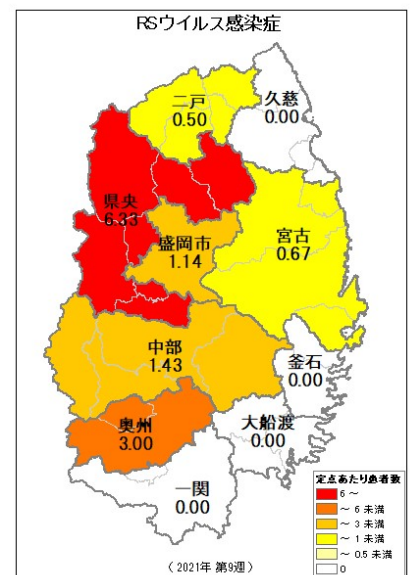 RSウイルス感染症
二戸
0.50
久慈
0.00
県央
6.33
盛岡市
1.14
宮古
0.67
中部
1.43
釜石
0.00
奥州
3.00
大船渡
0.00
一関
0.00
定点あたり患者数
6 ～
～ 6 未満
～ 3 未満
～ 1 未満
～ 0.5 未満
0
（ 2021年 第9週 ）